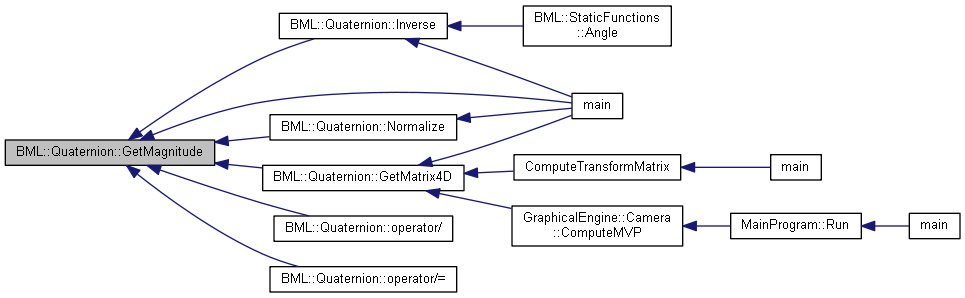 BML::Quaternion::GetMagnitude
BML::Quaternion::Inverse
BML::StaticFunctions
::Angle
main
BML::Quaternion::Normalize
BML::Quaternion::GetMatrix4D
ComputeTransformMatrix
main
GraphicalEngine::Camera
::ComputeMVP
MainProgram::Run
main
BML::Quaternion::operator/
BML::Quaternion::operator/=